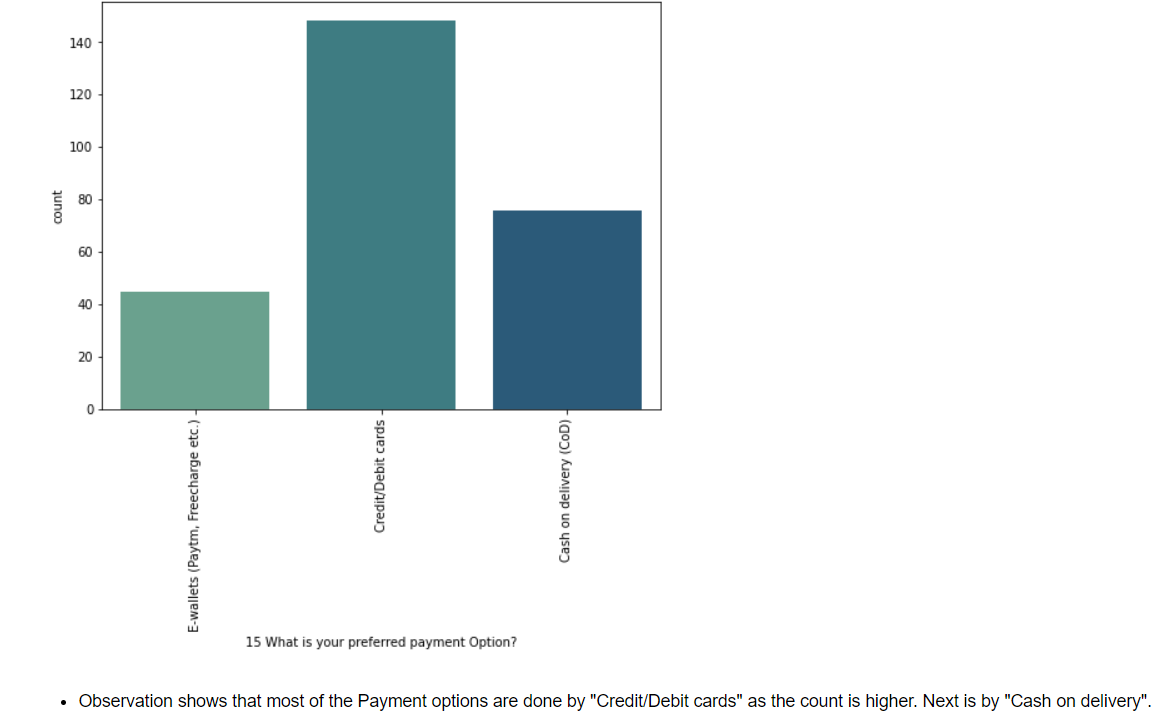 140
120
100
80
60
40
20
0
count
E-wallets (Paytm, Freecharge etc.)
Credit/Debit cards
Cash on delivery (CoD)
15 What is your preferred payment Option?
• Observation shows that most of the Payment options are done by "Credit/Debit cards" as the count is higher. Next is by "Cash on delivery".